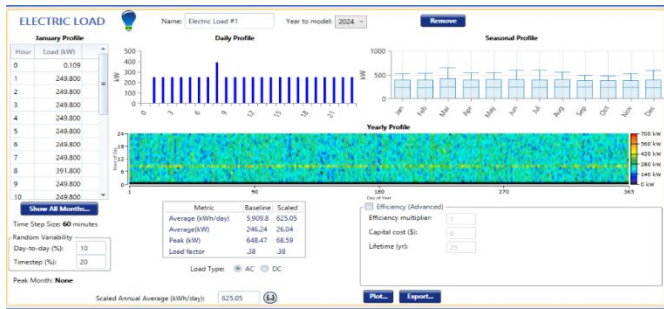 ELECTRIC LOAD
Name: Electric Load #1
Year to model: 2024
Remove
January Profile
Hour Load (kW)
0 0.109
1 249.800
2 249.800
3 249.800
4 249.800
5 249.800
6 249.800
7 249.800
8 391.800
9 249.800
10 249.800
Show All Months...
Time Step Size: 60 minutes
Random Variability
Day-to-day (%): 10
Timestep (%): 20
Peak Month: None
Daily Profile
kW
500
400
300
200
100
0
0 3 6 9 12 15 18 21
Seasonal Profile
kW
1000
500
0
Jan Feb Mar Apr May Jun Jul Aug Sep Oct Nov Dec
Yearly Profile
Hour of Day
24
18
12
6
0
1 90 180 270 365
Day of Year
700 kW
560 kW
420 kW
280 kW
140 kW
0 kW
Metric Baseline Scaled
Average (kWh/day) 5,909.8 625.05
Average(kW) 246.24 26.04
Peak (kW) 648.47 68.59
Load factor .38 .38
Load Type: AC DC
Efficiency (Advanced)
Efficiency multiplier:
Capital cost ($):
Lifetime (yr): 25
Scaled Annual Average (kWh/day): 625.05 {..}
Plot... Export...